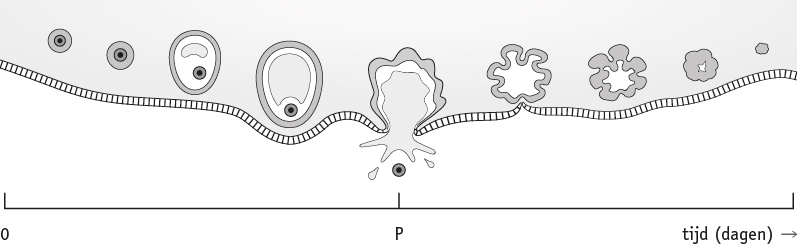 0 P tijd (dagen) →